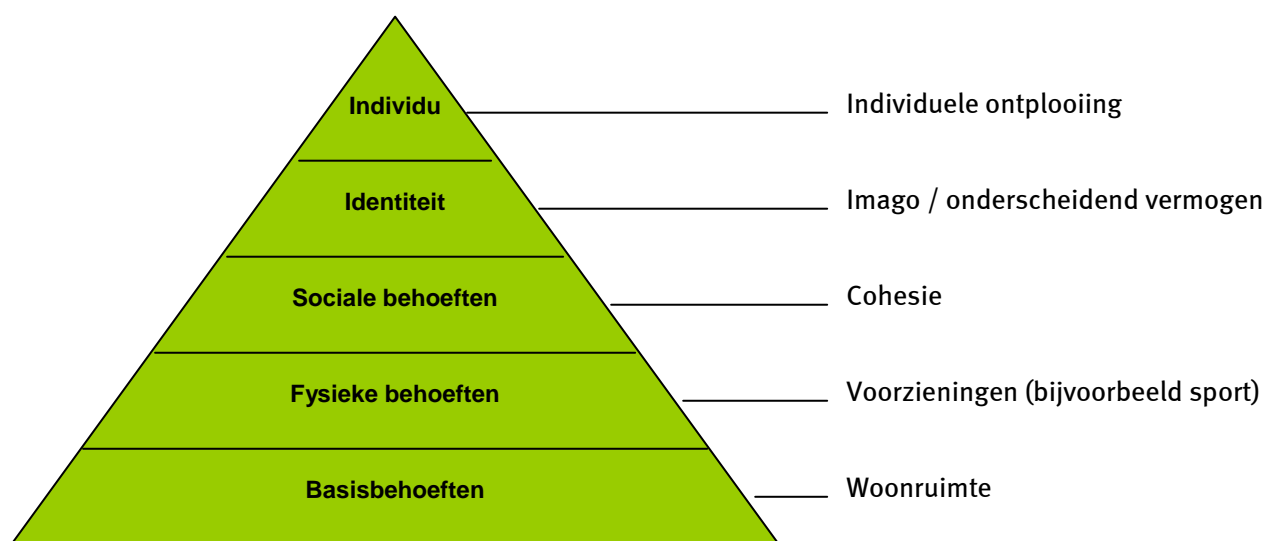 Individu
Individuele ontplooiing
Identiteit
Imago / onderscheidend vermogen
Sociale behoeften
Cohesie
Fysieke behoeften
Voorzieningen (bijvoorbeeld sport)
Basisbehoeften
Woonruimte